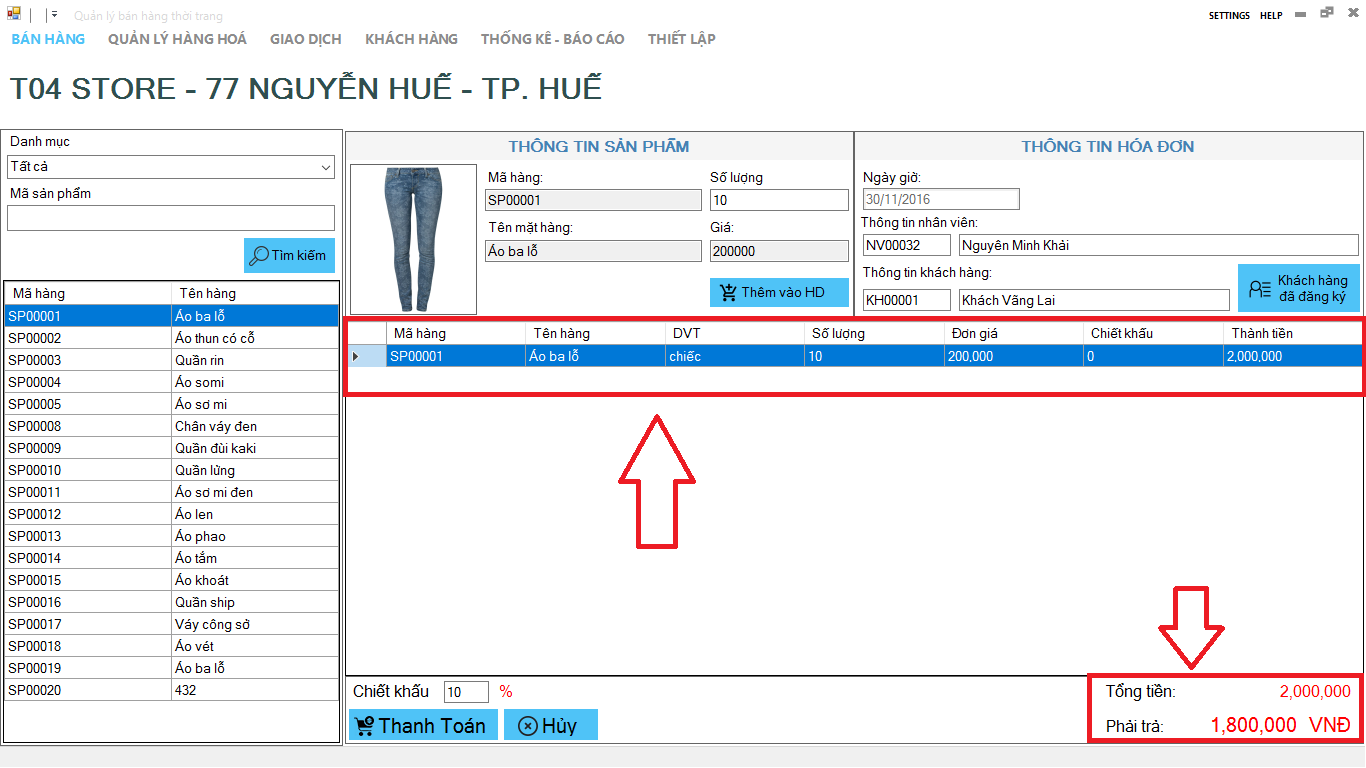 Quản lý bán hàng thời trang
SETTINGS HELP
BÁN HÀNG QUẢN LÝ HÀNG HOÁ GIAO DỊCH KHÁCH HÀNG THỐNG KÊ - BÁO CÁO THIẾT LẬP
T04 STORE - 77 NGUYỄN HUẾ - TP. HUẾ
Danh mục
Tất cả
Mã sản phẩm
Tìm kiếm
Mã hàng Tên hàng
SP00001 Áo ba lỗ
SP00002 Áo thun có cỗ
SP00003 Quần rin
SP00004 Áo somi
SP00005 Áo sơ mi
SP00008 Chân váy đen
SP00009 Quần đùi kaki
SP00010 Quần lửng
SP00011 Áo sơ mi đen
SP00012 Áo len
SP00013 Áo phao
SP00014 Áo tắm
SP00015 Áo khoát
SP00016 Quần ship
SP00017 Váy công sở
SP00018 Áo vét
SP00019 Áo ba lỗ
SP00020 432
THÔNG TIN SẢN PHẨM
Mã hàng: Số lượng
SP00001 10
Tên mặt hàng: Giá:
Áo ba lỗ 200000
Thêm vào HD
THÔNG TIN HÓA ĐƠN
Ngày giờ:
30/11/2016
Thông tin nhân viên:
NV00032 Nguyên Minh Khải
Thông tin khách hàng:
KH00001 Khách Vãng Lai
Khách hàng
đã đăng ký
Mã hàng Tên hàng DVT Số lượng Đơn giá Chiết khấu Thành tiền
SP00001 Áo ba lỗ chiếc 10 200,000 0 2,000,000
Chiết khấu 10 %
Thanh Toán Hủy
Tổng tiền: 2,000,000
Phải trả: 1,800,000 VNĐ